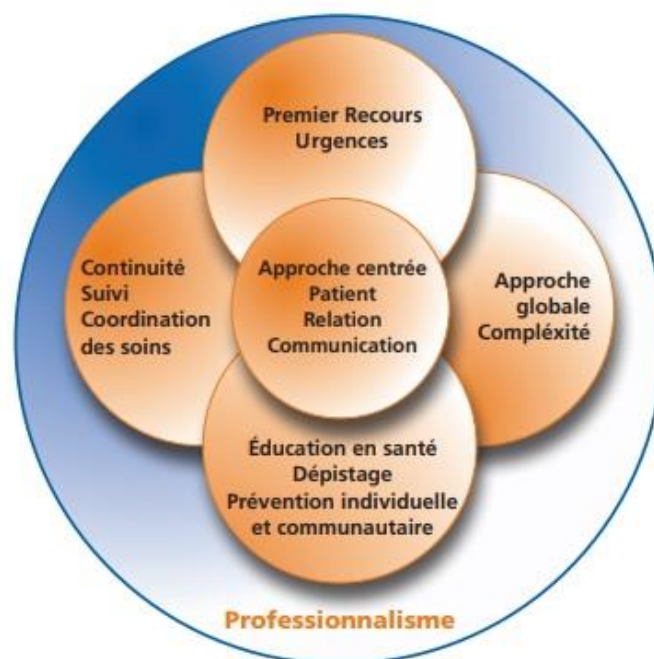 Premier Recours
Urgences
Continuité
Suivi
Coordination
des soins
Approche centrée
Patient
Relation
Communication
Approche
globale
Compléxité
Éducation en santé
Dépistage
Prévention individuelle
et communautaire
Professionnalisme